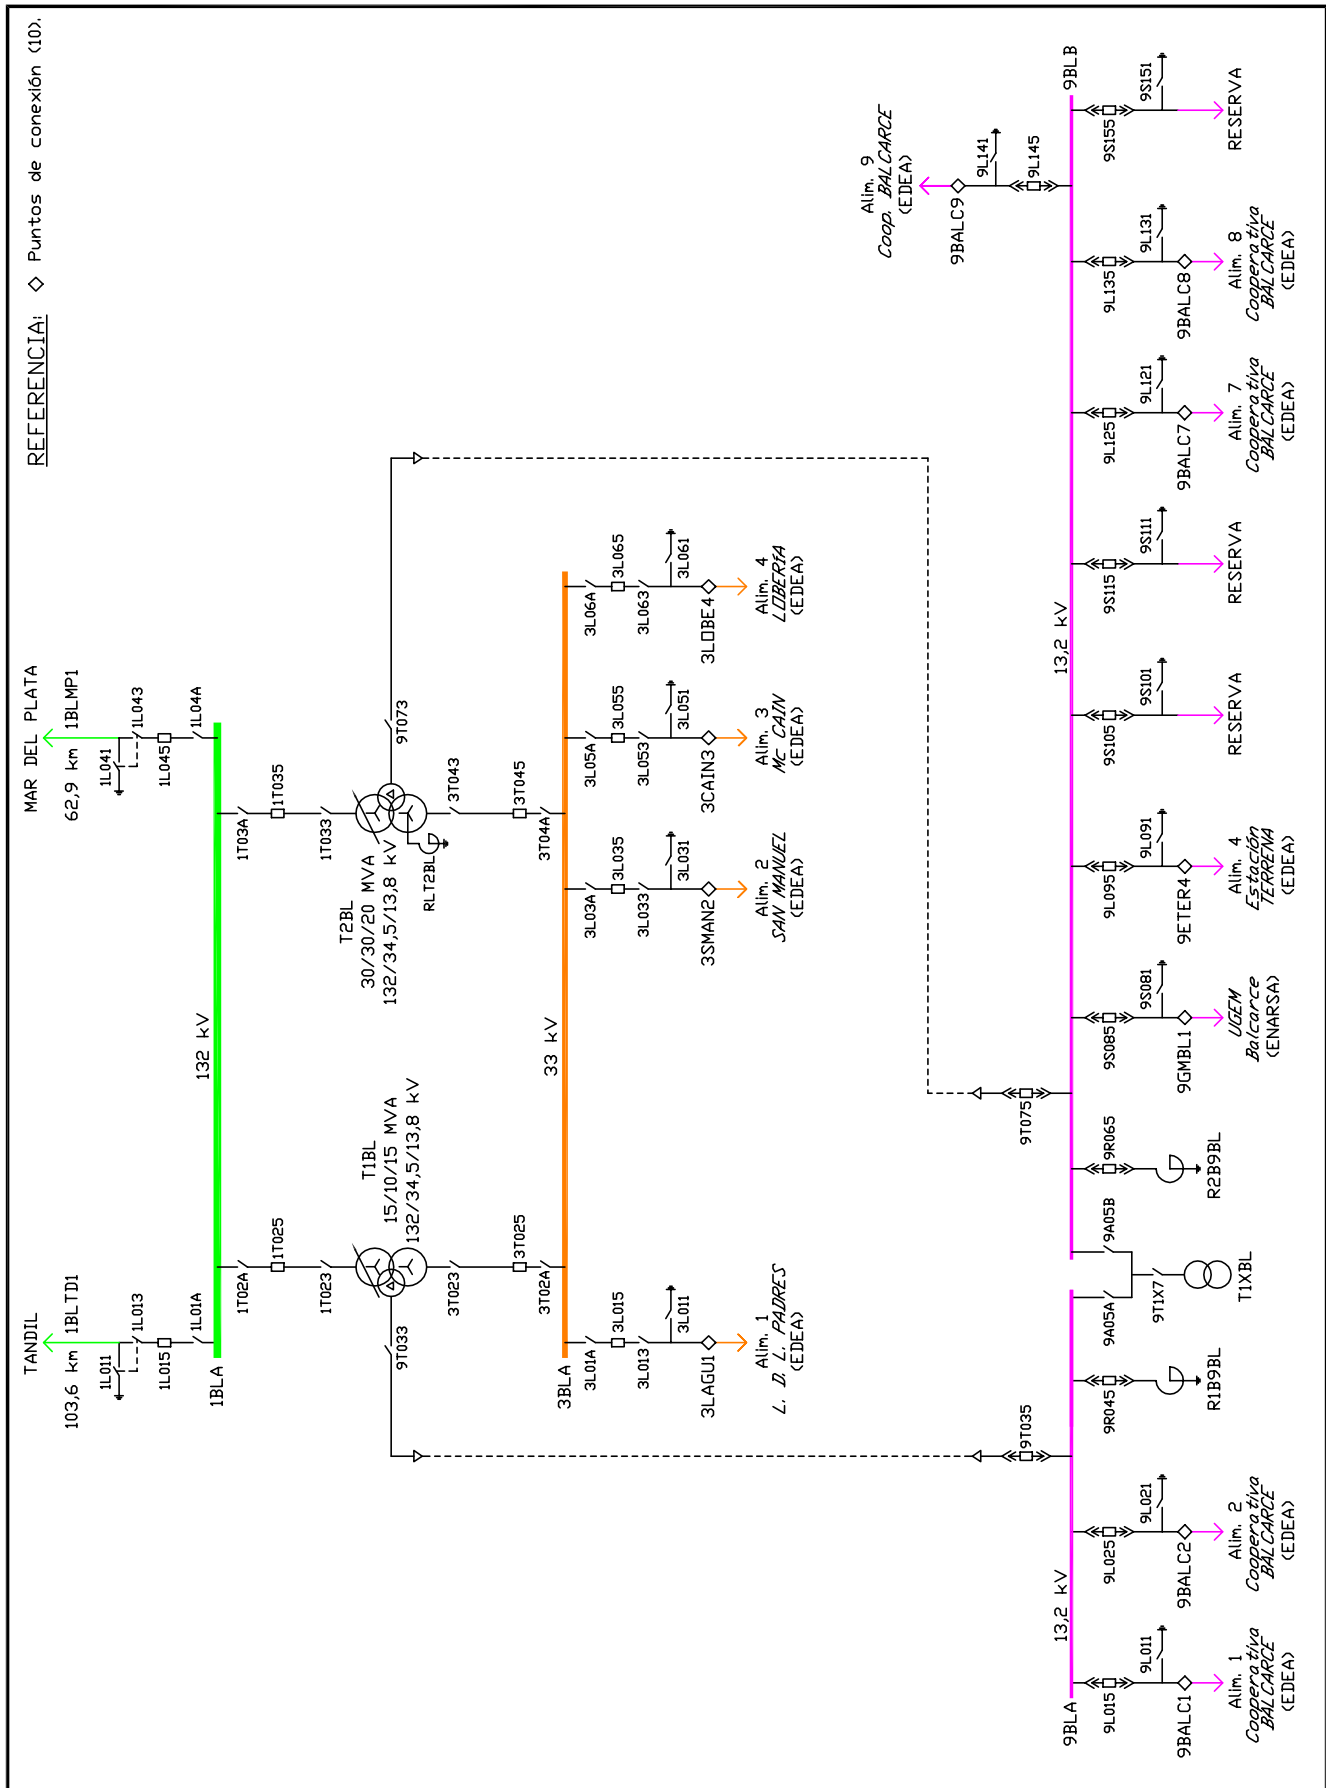 REFERENCIA: ◇ Puntos de conexión (10).
TANDIL
103,6 km 1BLTD1
1L011
1L013
1L015
1L01A
1BLA
132 kV
MAR DEL PLATA
62,9 km 1BLMP1
1L041
1L043
1L045
1L04A
1T02A
1T025
1T023
T1BL
15/10/15 MVA
132/34,5/13,8 kV
9T033
3T023
3T025
3T02A
1T03A
1T035
1T033
T2BL
30/30/20 MVA
132/34,5/13,8 kV
RLT2BL
9T073
3T043
3T045
3T04A
3BLA
33 kV
3L01A
3L015
3L013
3L011
3LAGU1
Alim. 1
L. D. L. PADRES
(EDEA)
3L03A
3L035
3L033
3L031
3SMAN2
Alim. 2
SAN MANUEL
(EDEA)
3L05A
3L055
3L053
3L051
3CAIN3
Alim. 3
Mc CAIN
(EDEA)
3L06A
3L065
3L063
3L061
3LOBE4
Alim. 4
LOBERÍA
(EDEA)
9BLA
13,2 kV
9L015
9L011
9BALC1
Alim. 1
Cooperativa
BALCARCE
(EDEA)
9L025
9L021
9BALC2
Alim. 2
Cooperativa
BALCARCE
(EDEA)
9T035
9R045
R1B9BL
9A05A
9A05B
9T1X7
T1XBL
9R065
R2B9BL
9T075
9S085
9S081
9GMBL1
UGEM
Balcarce
(ENARSA)
9L095
9L091
9ETER4
Alim. 4
Estación
TERRENA
(EDEA)
13,2 kV
9S105
9S101
RESERVA
9S115
9S111
RESERVA
9L125
9L121
9BALC7
Alim. 7
Cooperativa
BALCARCE
(EDEA)
9L135
9L131
9BALC8
Alim. 8
Cooperativa
BALCARCE
(EDEA)
Alim. 9
Coop. BALCARCE
(EDEA)
9BALC9
9L141
9L145
9BLB
9S155
9S151
RESERVA